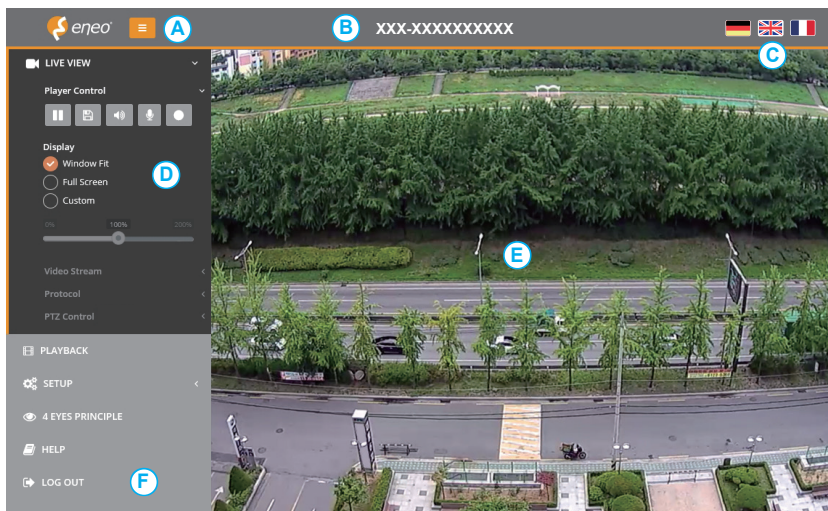 eneo
A
B
XXX-XXXXXXXXXX
C
LIVE VIEW
Player Control
Display
Window Fit
Full Screen
Custom
D
0% 100% 200%
Video Stream
Protocol
PTZ Control
E
PLAYBACK
SETUP
4 EYES PRINCIPLE
HELP
LOG OUT
F